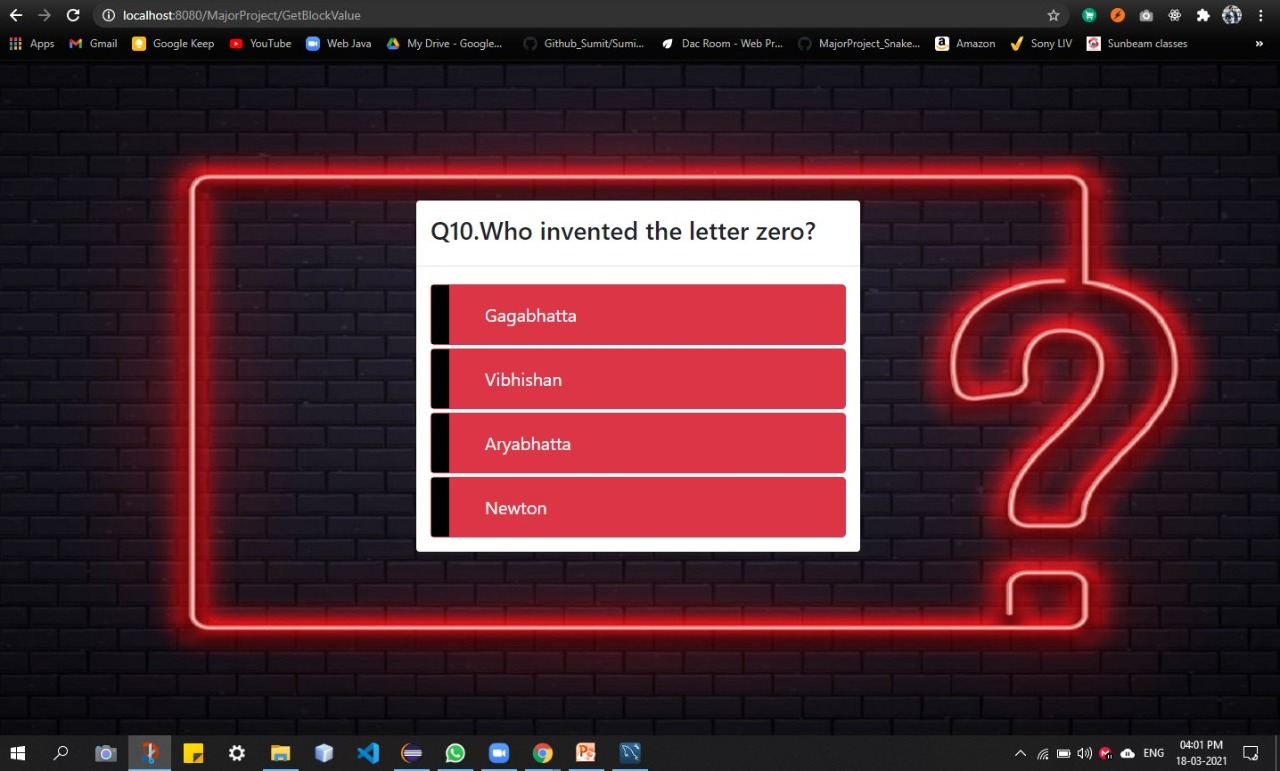 localhost:8080/MajorProject/GetBlockValue
Apps Gmail Google Keep YouTube Web Java My Drive - Google... Github_Sumit/Sumi... Dac Room - Web Pr... MajorProject_Snake... Amazon Sony LIV Sunbeam classes »
Q10.Who invented the letter zero?
Gagabhatta
Vibhishan
Aryabhatta
Newton
ENG
04:01 PM
18-03-2021